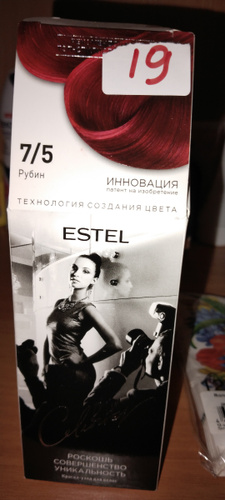 19
7/5
Рубин
ИННОВАЦИЯ
ПАТЕНТ НА ИЗОБРЕТЕНИЕ
ТЕХНОЛОГИЯ СОЗДАНИЯ ЦВЕТА
ESTEL
РОСКОШЬ
СОВЕРШЕНСТВО
УНИКАЛЬНОСТЬ